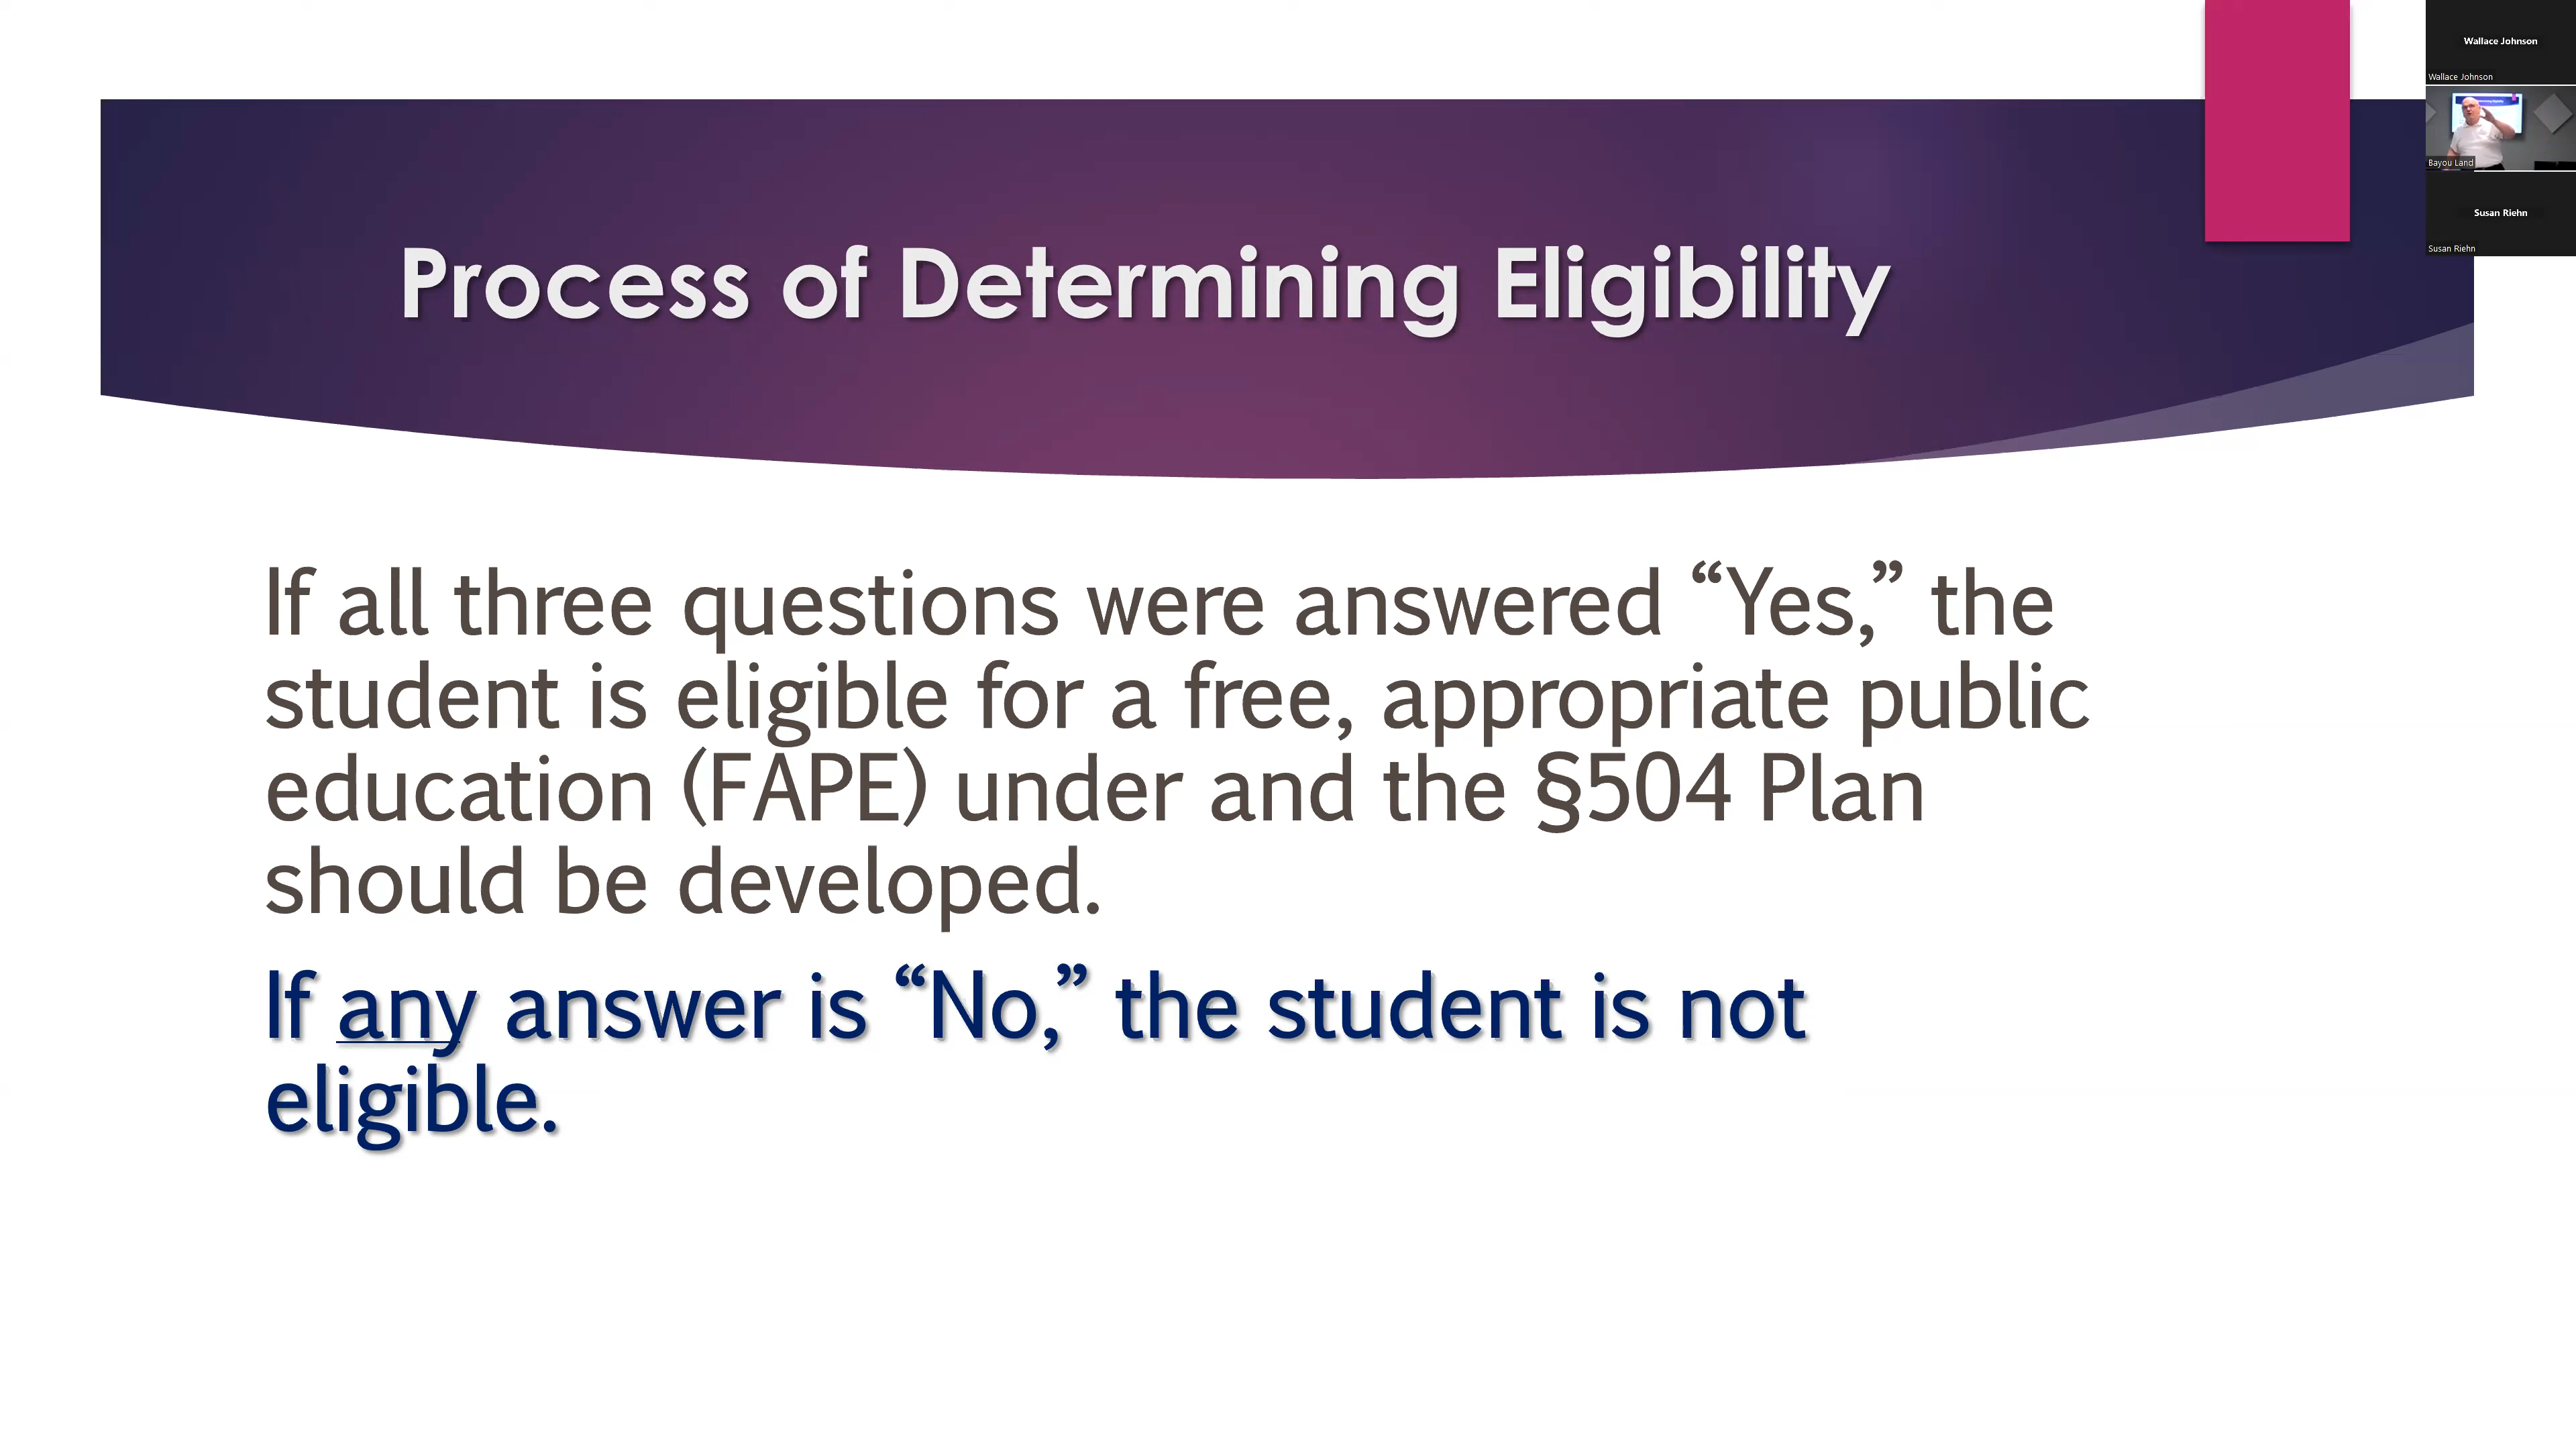 Process of Determining Eligibility
If all three questions were answered “Yes,” the
student is eligible for a free, appropriate public
education (FAPE) under and the §504 Plan
should be developed.
If any answer is “No,” the student is not
eligible.
Wallace Johnson
Wallace Johnson
Bayou Land
Susan Riehn
Susan Riehn